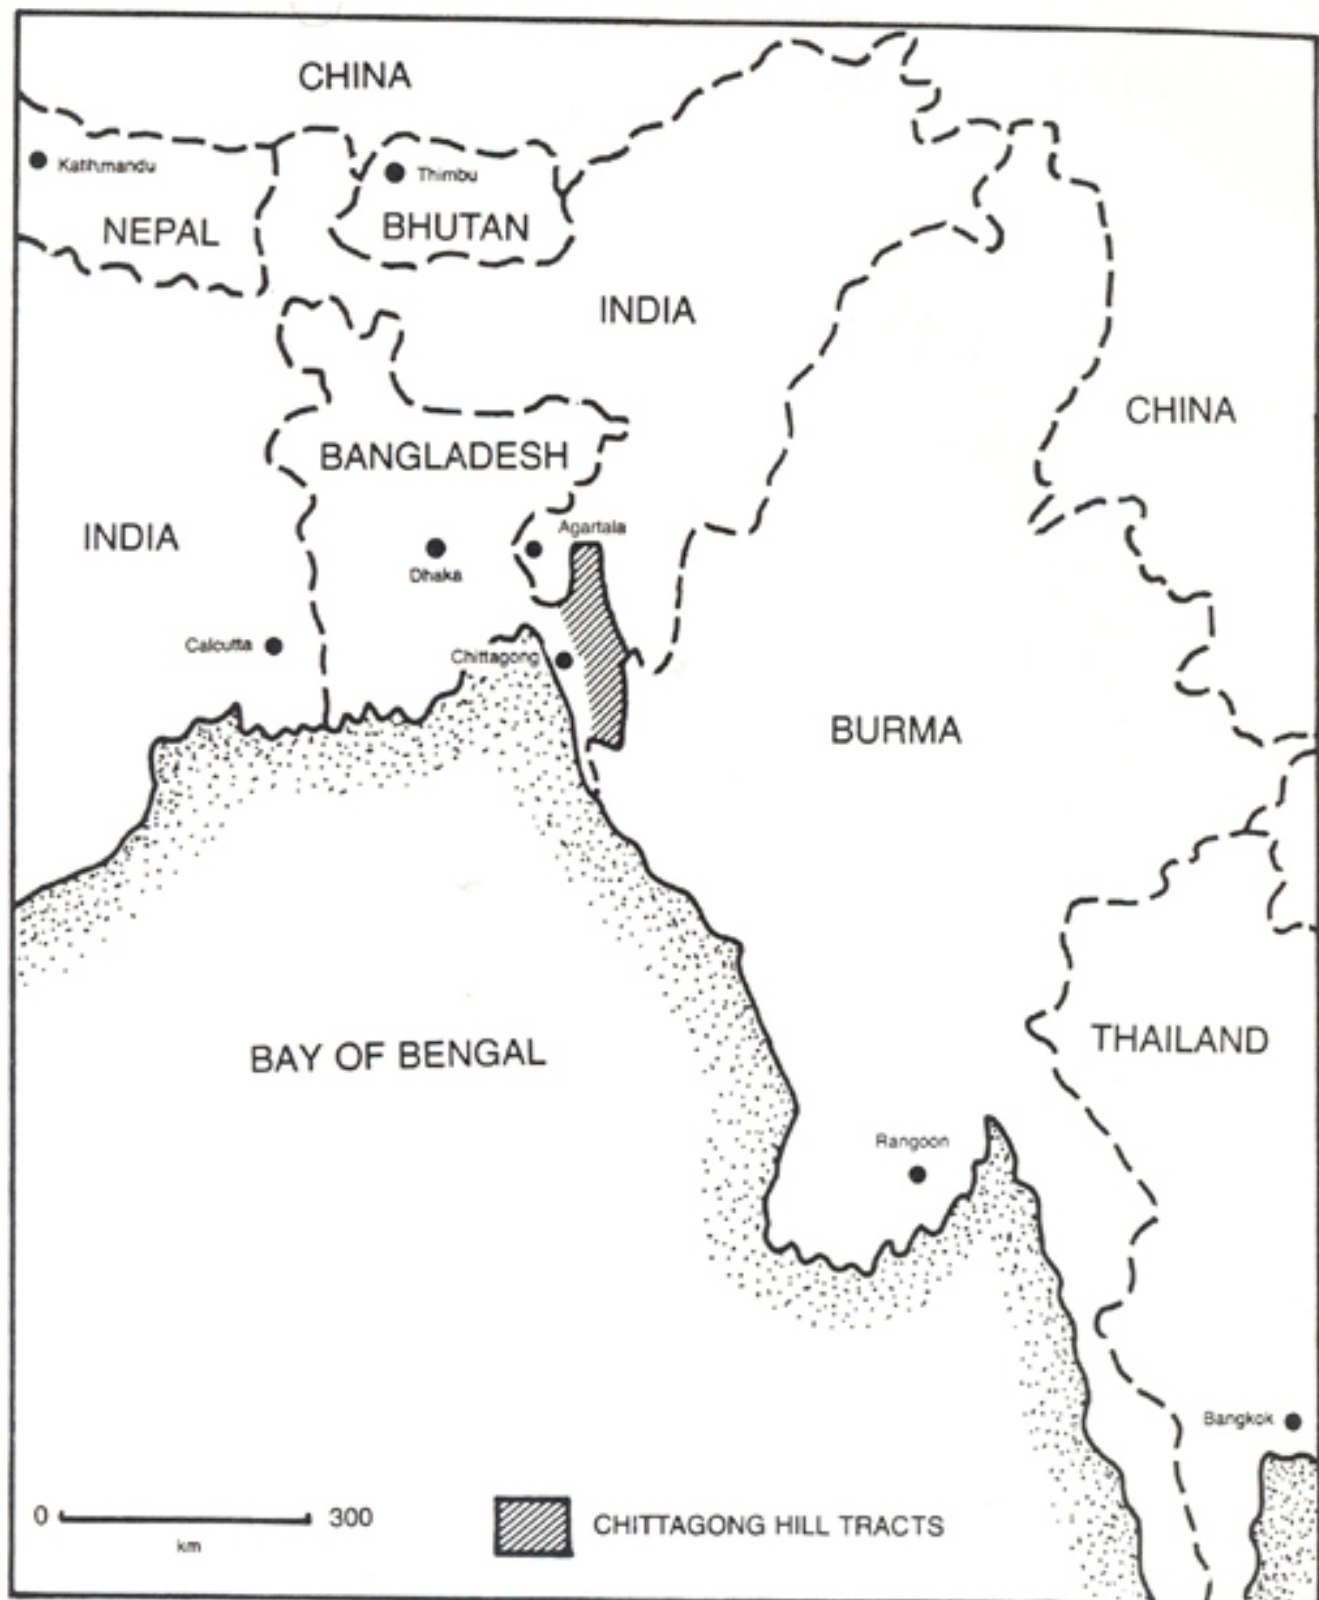 CHINA
Kathmandu
Thimbu
NEPAL
BHUTAN
INDIA
CHINA
BANGLADESH
INDIA
Agartala
Dhaka
Calcutta
Chittagong
BURMA
THAILAND
BAY OF BENGAL
Rangoon
Bangkok
0 300
km
CHITTAGONG HILL TRACTS